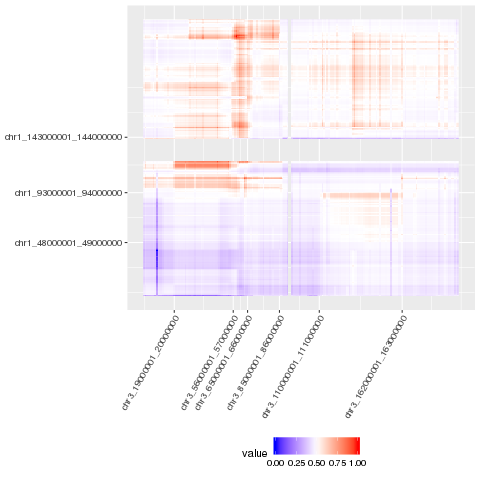 chr1_143000001_144000000
chr1_93000001_94000000
chr1_48000001_49000000
chr3_19000001_20000000
chr3_56000001_57000000
chr3_65000001_66000000
chr3_85000001_86000000
chr3_110000001_111000000
chr3_162000001_163000000
value
0.00 0.25 0.50 0.75 1.00